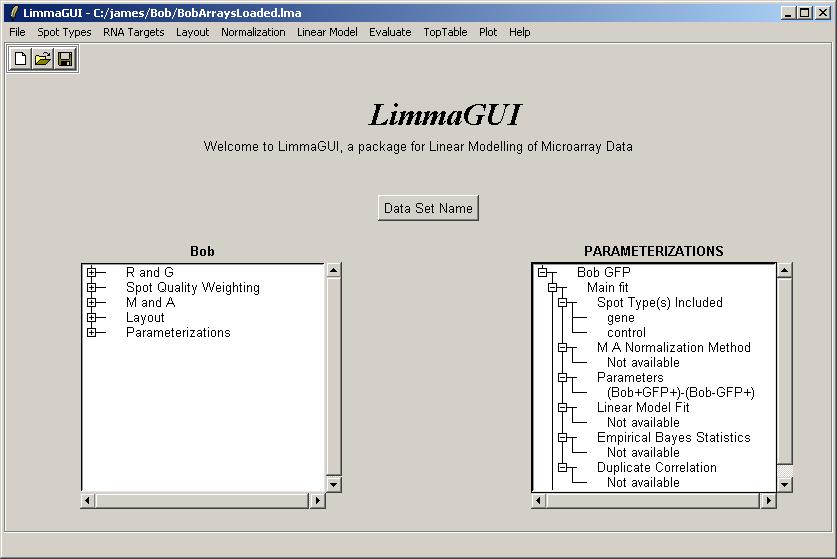 LimmaGUI - C:/james/Bob/BobArraysLoaded.lma
File Spot Types RNA Targets Layout Normalization Linear Model Evaluate TopTable Plot Help
LimmaGUI
Welcome to LimmaGUI, a package for Linear Modelling of Microarray Data
Data Set Name
Bob
R and G
Spot Quality Weighting
M and A
Layout
Parameterizations
PARAMETERIZATIONS
Bob GFP
Main fit
Spot Type(s) Included
gene
control
M A Normalization Method
Not available
Parameters
(Bob+GFP+)-(Bob-GFP+)
Linear Model Fit
Not available
Empirical Bayes Statistics
Not available
Duplicate Correlation
Not available